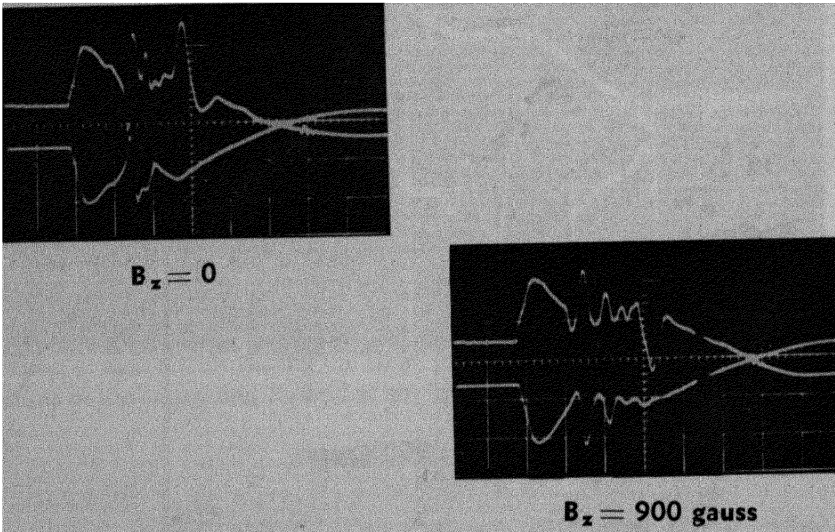 B_z = 0
B_z = 900 gauss